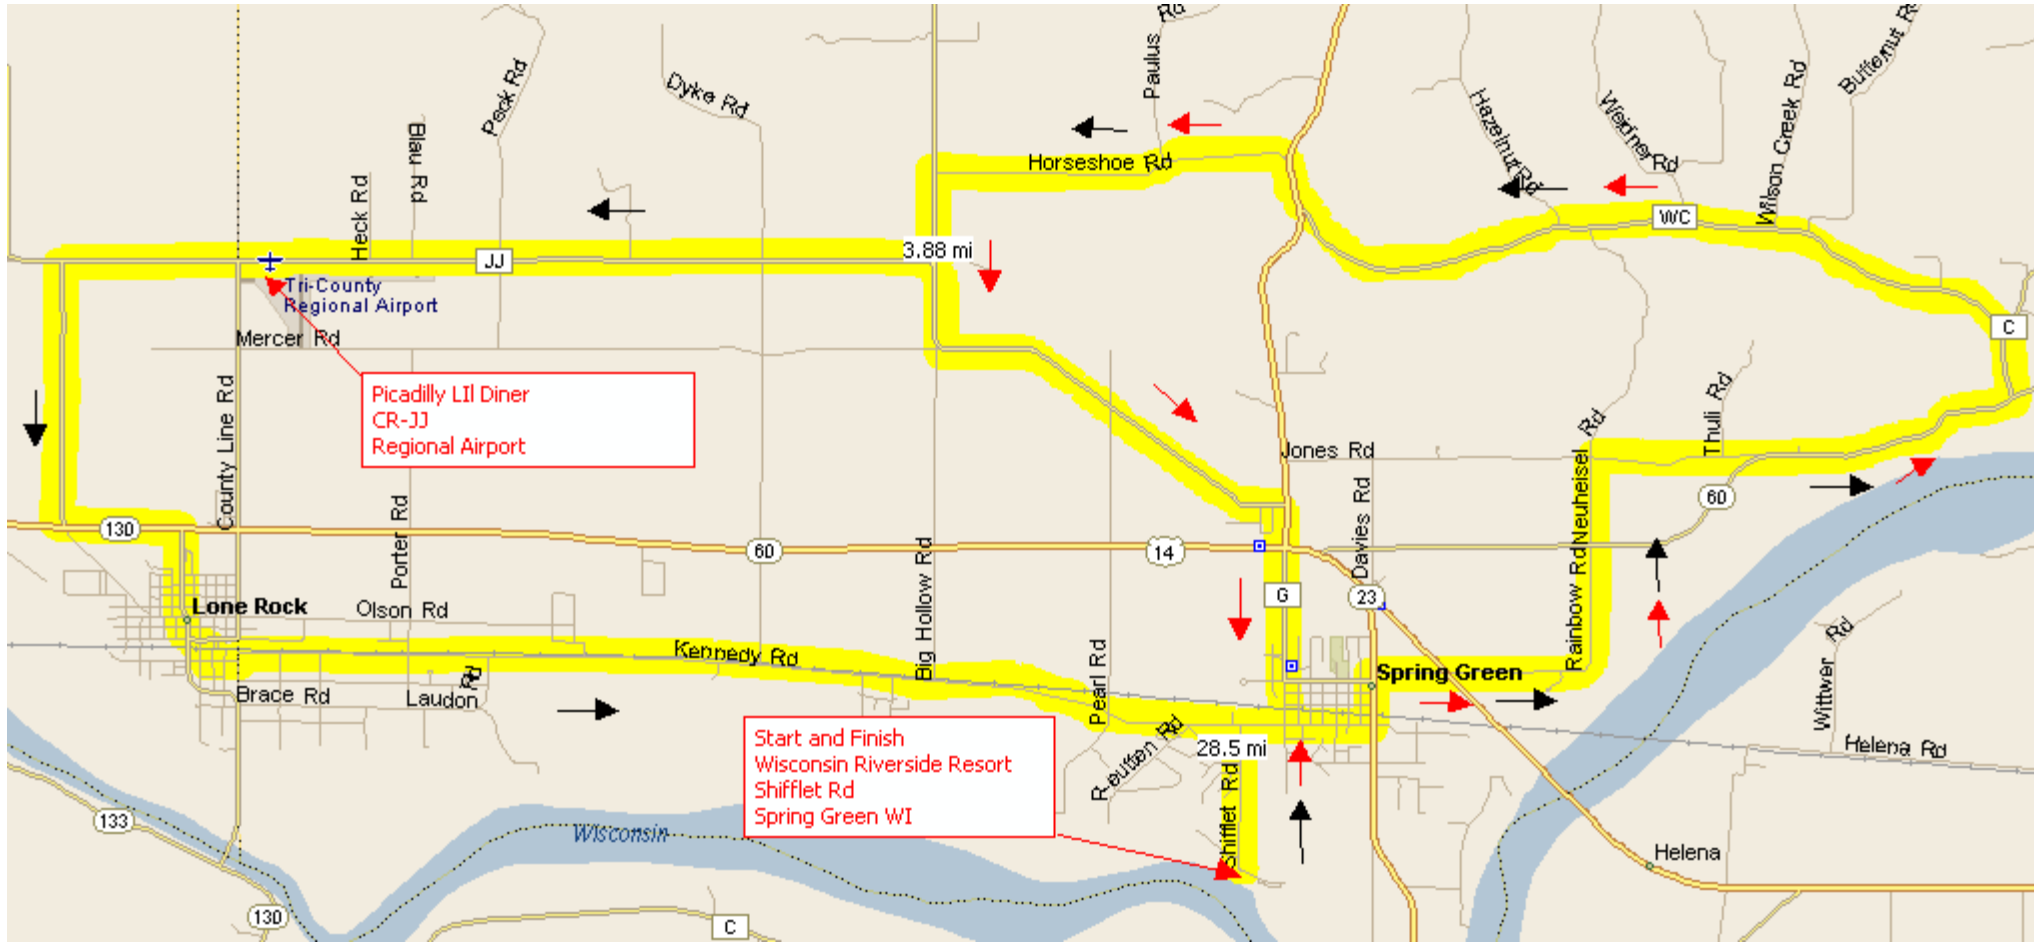 Rd
Paulus
Peck Rd
Dyke Rd
Blau Rd
Heck Rd
Horseshoe Rd
Hazelnut Rd
Weidner Rd
Wilson Creek Rd
Butternut R
WC
JJ
3.88 mi
Tri-County
Regional Airport
Mercer Rd
C
Picadilly LIl Diner
CR-JJ
Regional Airport
County Line Rd
Porter Rd
Jones Rd
Davies Rd
Neuheisel Rd
Rainbow Rd
Thuli Rd
60
130
60
14
Big Hollow Rd
G
23
Lone Rock
Olson Rd
Kennedy Rd
Pearl Rd
Spring Green
Rd
Brace Rd
Laudon
Wittwer Rd
Helena Rd
R-eutten Rd
28.5 mi
Shifflet Rd
Start and Finish
Wisconsin Riverside Resort
Shifflet Rd
Spring Green WI
133
Wisconsin
Helena
130
C